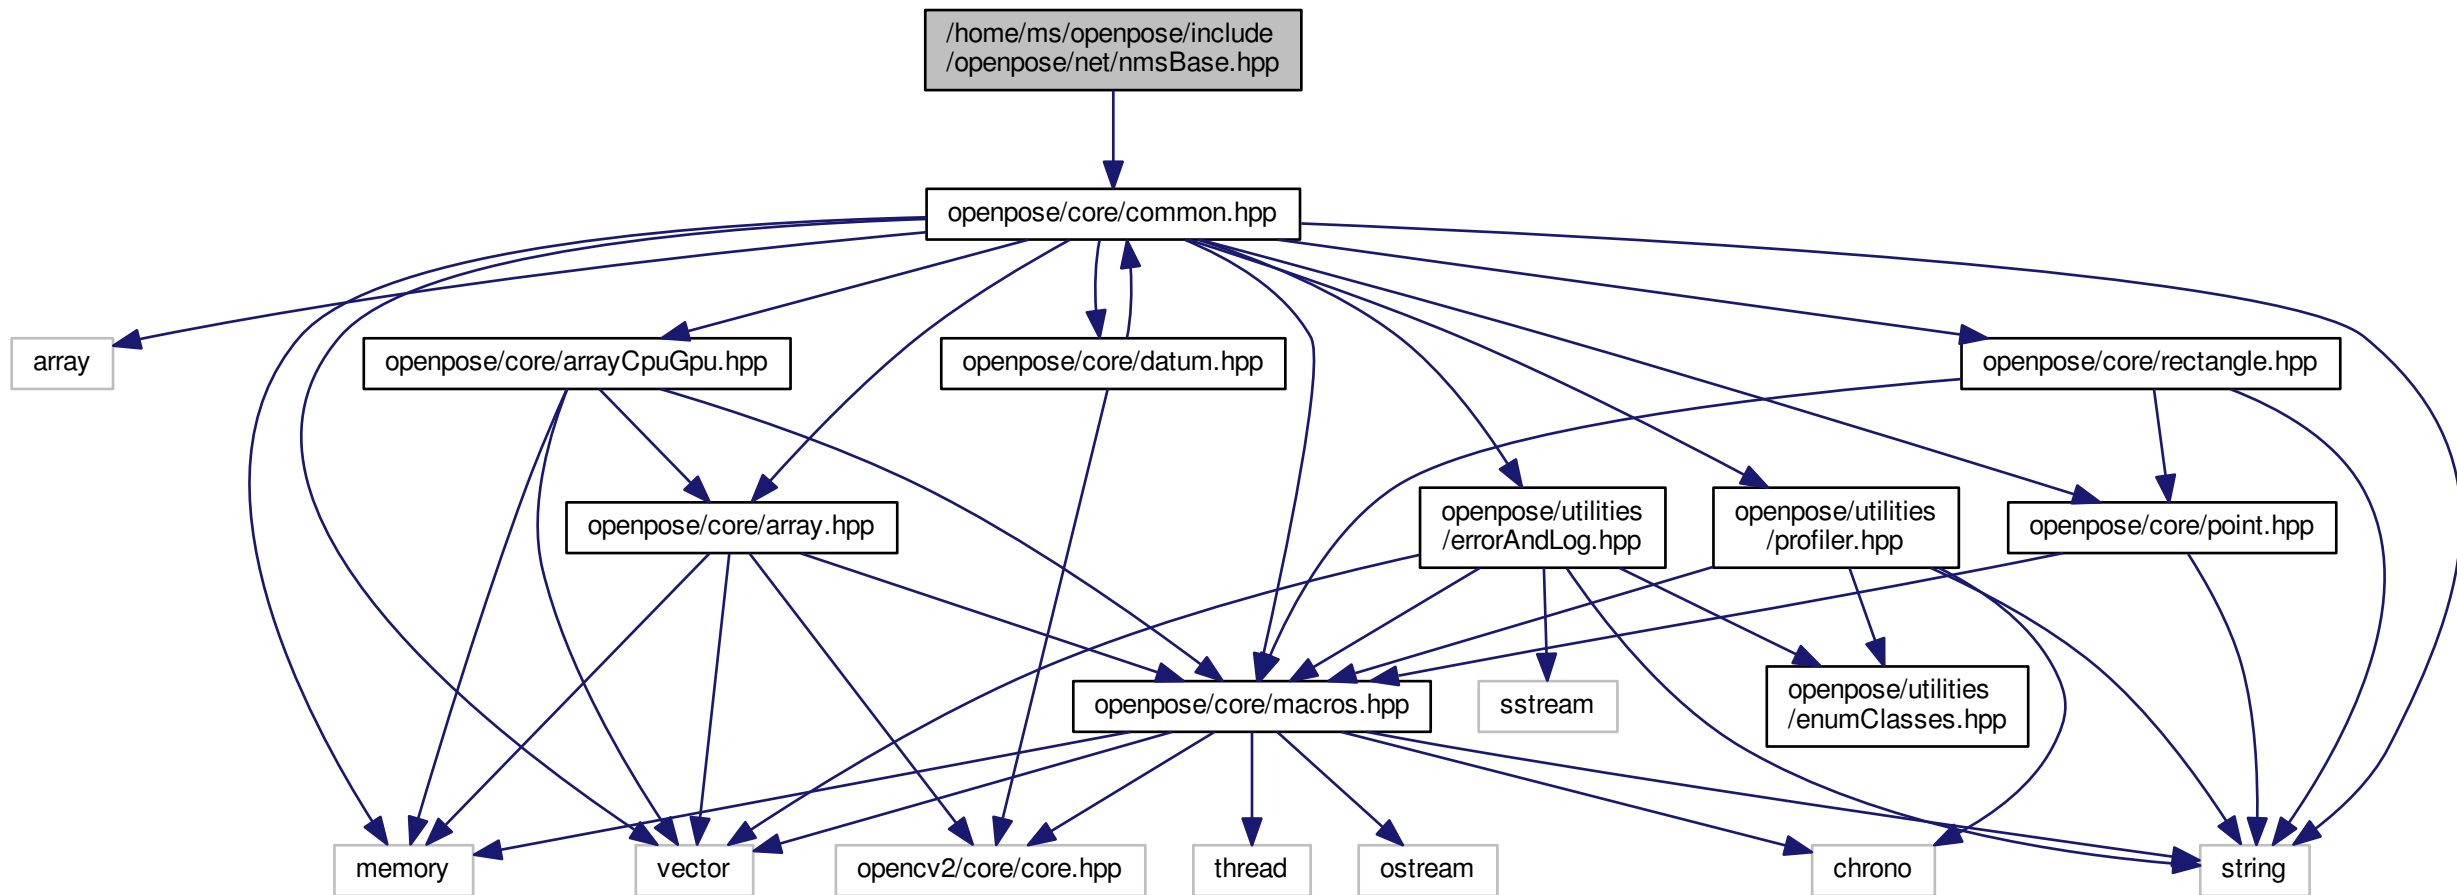 /home/ms/openpose/include
/openpose/net/nmsBase.hpp
openpose/core/common.hpp
array
openpose/core/arrayCpuGpu.hpp
openpose/core/datum.hpp
openpose/core/rectangle.hpp
openpose/core/array.hpp
openpose/utilities
/errorAndLog.hpp
openpose/utilities
/profiler.hpp
openpose/core/point.hpp
openpose/core/macros.hpp
sstream
openpose/utilities
/enumClasses.hpp
memory
vector
opencv2/core/core.hpp
thread
ostream
chrono
string